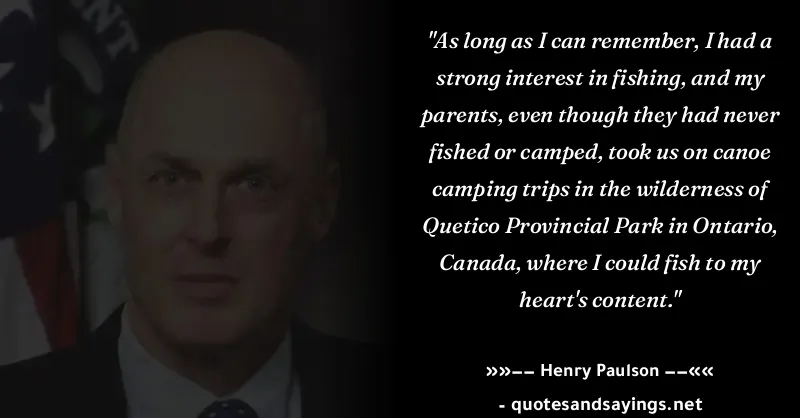 ENT
"As long as I can remember, I had a
strong interest in fishing, and my
parents, even though they had never
fished or camped, took us on canoe
camping trips in the wilderness of
Quetico Provincial Park in Ontario,
Canada, where I could fish to my
heart's content."
»»—— Henry Paulson ——««
- quotesandsayings.net